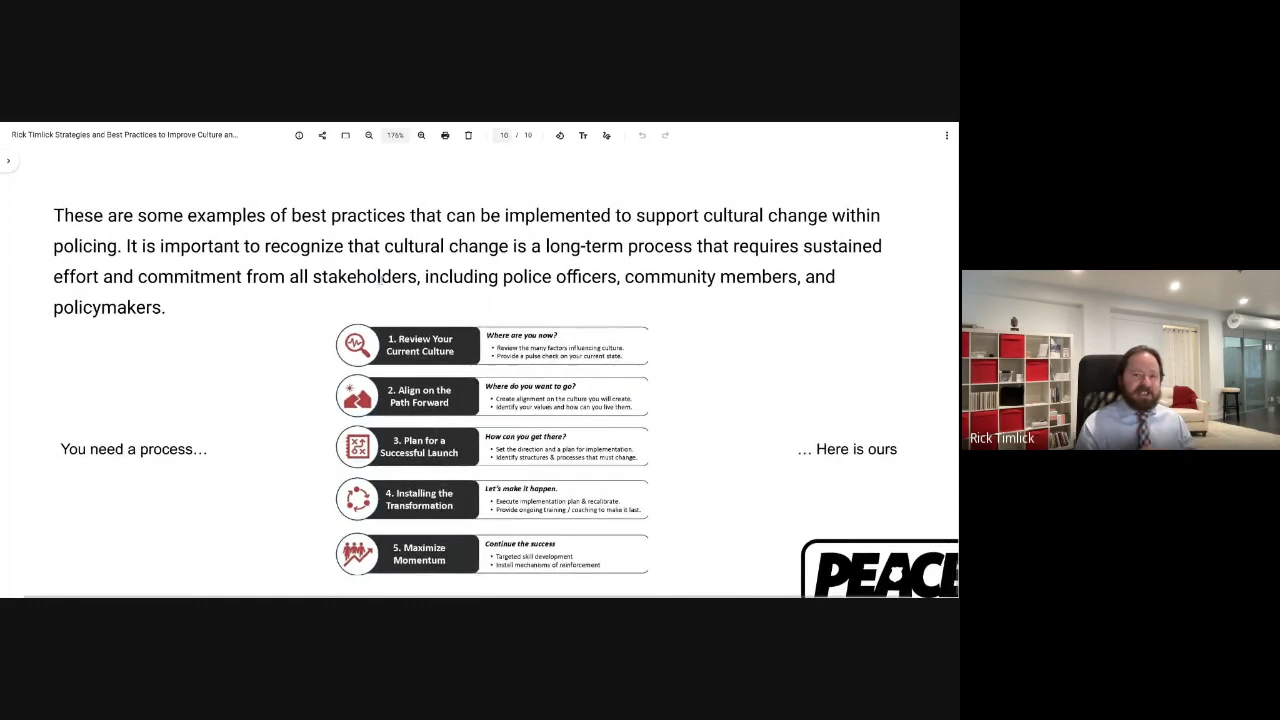 Rick Timlick Strategies and Best Practices to Improve Culture an...
176%
10 / 10
These are some examples of best practices that can be implemented to support cultural change within
policing. It is important to recognize that cultural change is a long-term process that requires sustained
effort and commitment from all stakeholders, including police officers, community members, and
policymakers.
1. Review Your
Current Culture
Where are you now?
• Review the many factors influencing culture.
• Provide a pulse check on your current state.
2. Align on the
Path Forward
Where do you want to go?
• Create alignment on the culture you will create.
• Identify your values and how can you live them.
3. Plan for a
Successful Launch
How can you get there?
• Set the direction and a plan for implementation.
• Identify structures & processes that must change.
4. Installing the
Transformation
Let's make it happen.
• Execute implementation plan & recalibrate.
• Provide ongoing training / coaching to make it last.
5. Maximize
Momentum
Continue the success
• Targeted skill development
• Install mechanisms of reinforcement
You need a process...
... Here is ours
PEACE
Rick Timlick